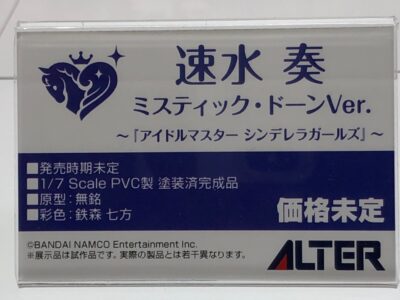 速水 奏
ミスティック・ドーンVer.
～『アイドルマスター シンデレラガールズ』～
■発売時期未定
■1/7 Scale PVC製 塗装済完成品
■原型：無銘
■彩色：鉄森 七方
価格未定
©BANDAI NAMCO Entertainment Inc.
※展示品は試作品です。実際の製品とは若干異なります。
ALTER